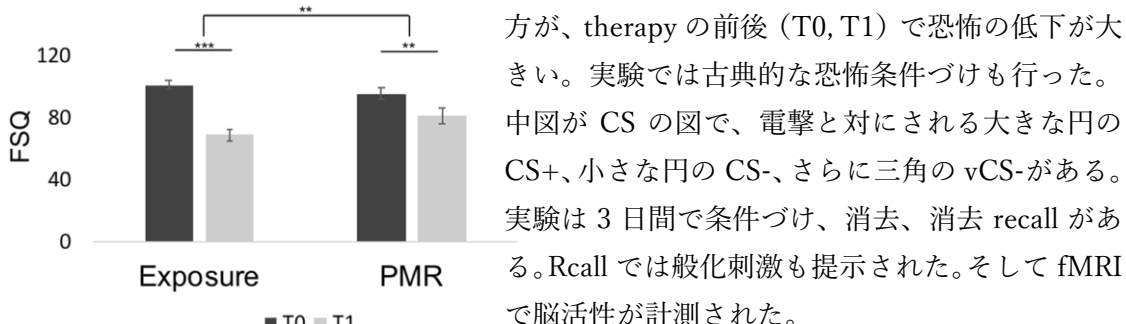 **
***
**
120
80
40
0
FSQ
Exposure
PMR
T0 T1
方が、therapy の前後（T0, T1）で恐怖の低下が大
きい。実験では古典的な恐怖条件づけも行った。
中図が CS の図で、電撃と対にされる大きな円の
CS+、小さな円の CS-、さらに三角の vCS-がある。
実験は 3 日間で条件づけ、消去、消去 recall があ
る。Rcall では般化刺激も提示された。そして fMRI
で脳活性が計測された。